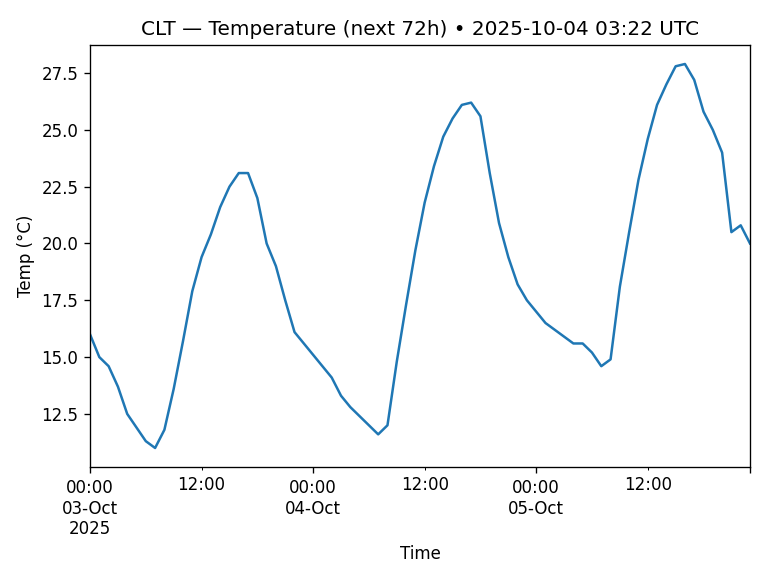 CLT — Temperature (next 72h) • 2025-10-04 03:22 UTC
Temp (°C)
27.5
25.0
22.5
20.0
17.5
15.0
12.5
00:00 12:00 00:00 12:00 00:00 12:00
03-Oct 04-Oct 05-Oct
2025
Time